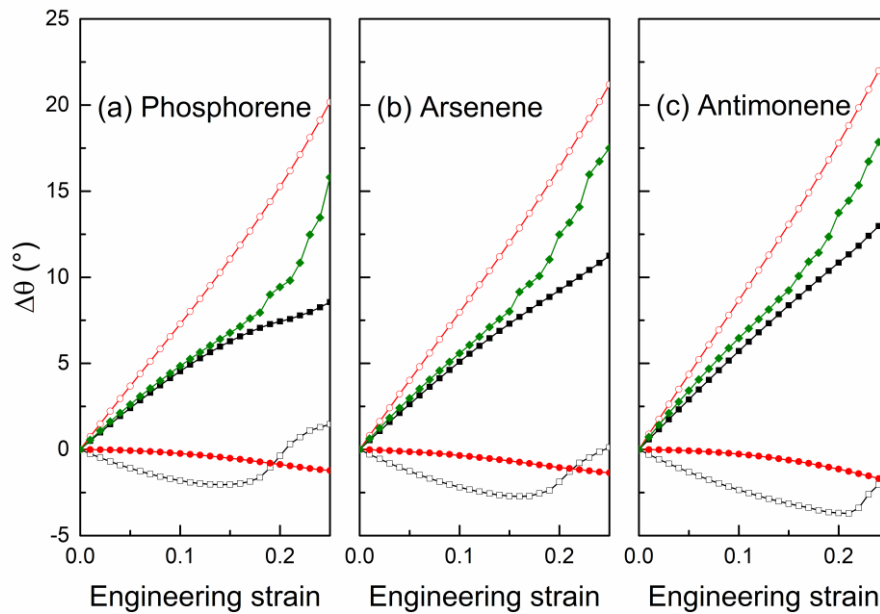 25
20
15
10
5
0
-5
Δθ (°)
(a) Phosphorene
(b) Arsenene
(c) Antimonene
0.0 0.1 0.2
0.0 0.1 0.2
0.0 0.1 0.2
Engineering strain
Engineering strain
Engineering strain